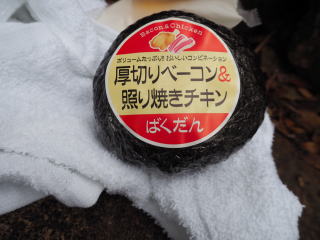 Bacon&Chicken
ボリュームたっぷり!! おいしいコンビネーション
厚切りベーコン&
照り焼きチキン
ばくだん